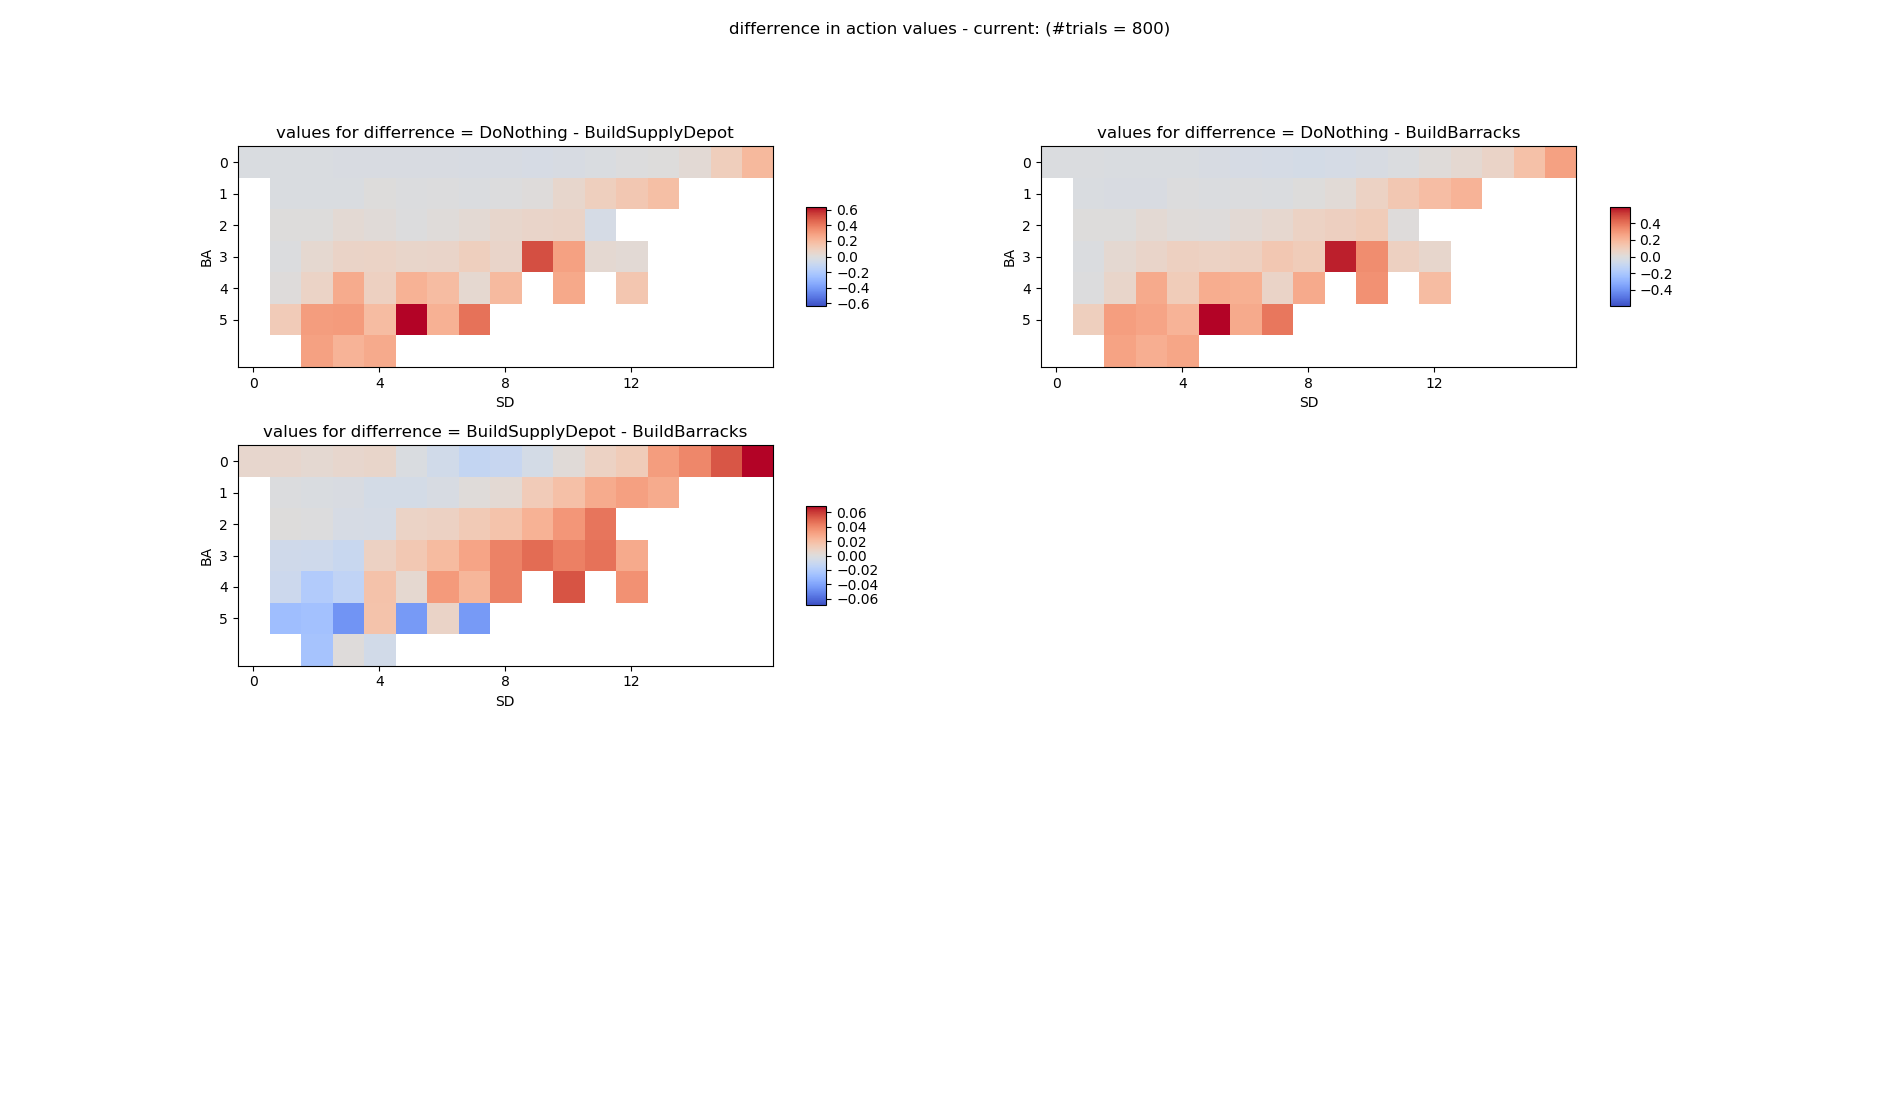 differrence in action values - current: (#trials = 800)
values for differrence = DoNothing - BuildSupplyDepot
0
1
2
3
4
5
BA
0 4 8 12
SD
0.6
0.4
0.2
0.0
−0.2
−0.4
−0.6
values for differrence = DoNothing - BuildBarracks
0
1
2
3
4
5
BA
0 4 8 12
SD
0.4
0.2
0.0
−0.2
−0.4
values for differrence = BuildSupplyDepot - BuildBarracks
0
1
2
3
4
5
BA
0 4 8 12
SD
0.06
0.04
0.02
0.00
−0.02
−0.04
−0.06